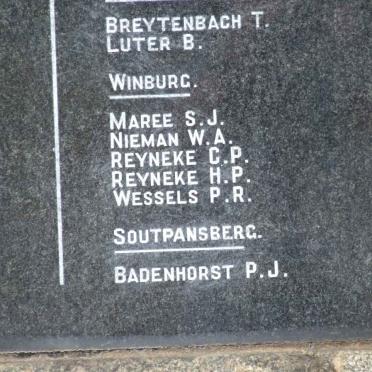 BREYTENBACH T.
LUTER B.
WINBURG.
MAREE S.J.
NIEMAN W.A.
REYNEKE C.P.
REYNEKE H.P.
WESSELS P.R.
SOUTPANSBERG.
BADENHORST P.J.